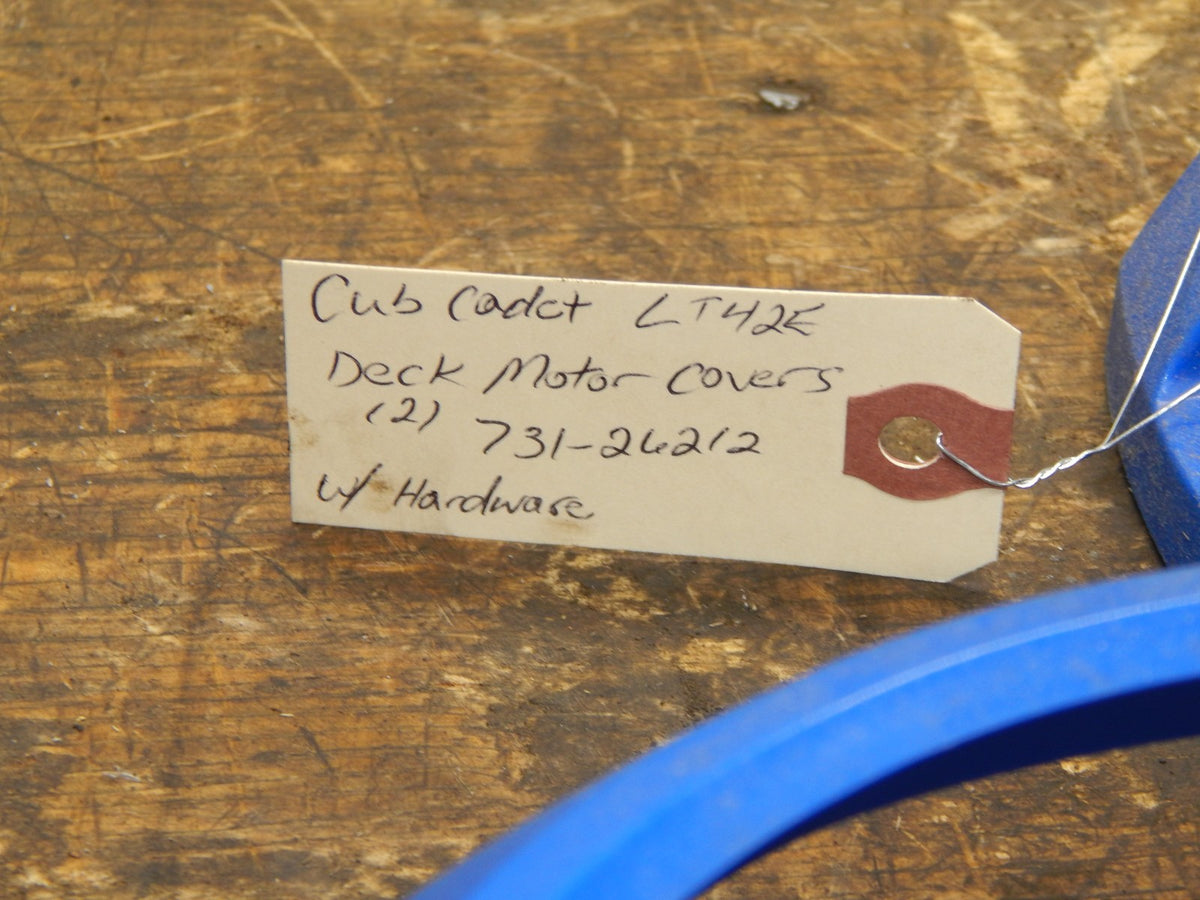 Cub Cadet LT42E
Deck Motor Covers
(2) 731-26212
w/ Hardware